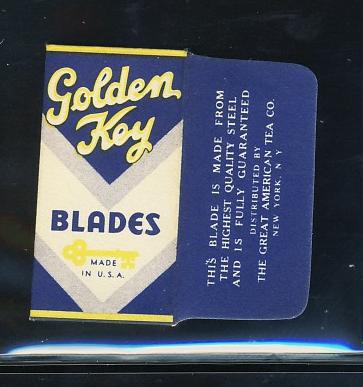 Golden
Key
BLADES
MADE
IN U.S.A.
THIS BLADE IS MADE FROM
THE HIGHEST QUALITY STEEL
AND IS FULLY GUARANTEED
DISTRIBUTED BY
THE GREAT AMERICAN TEA CO.
NEW YORK, N Y